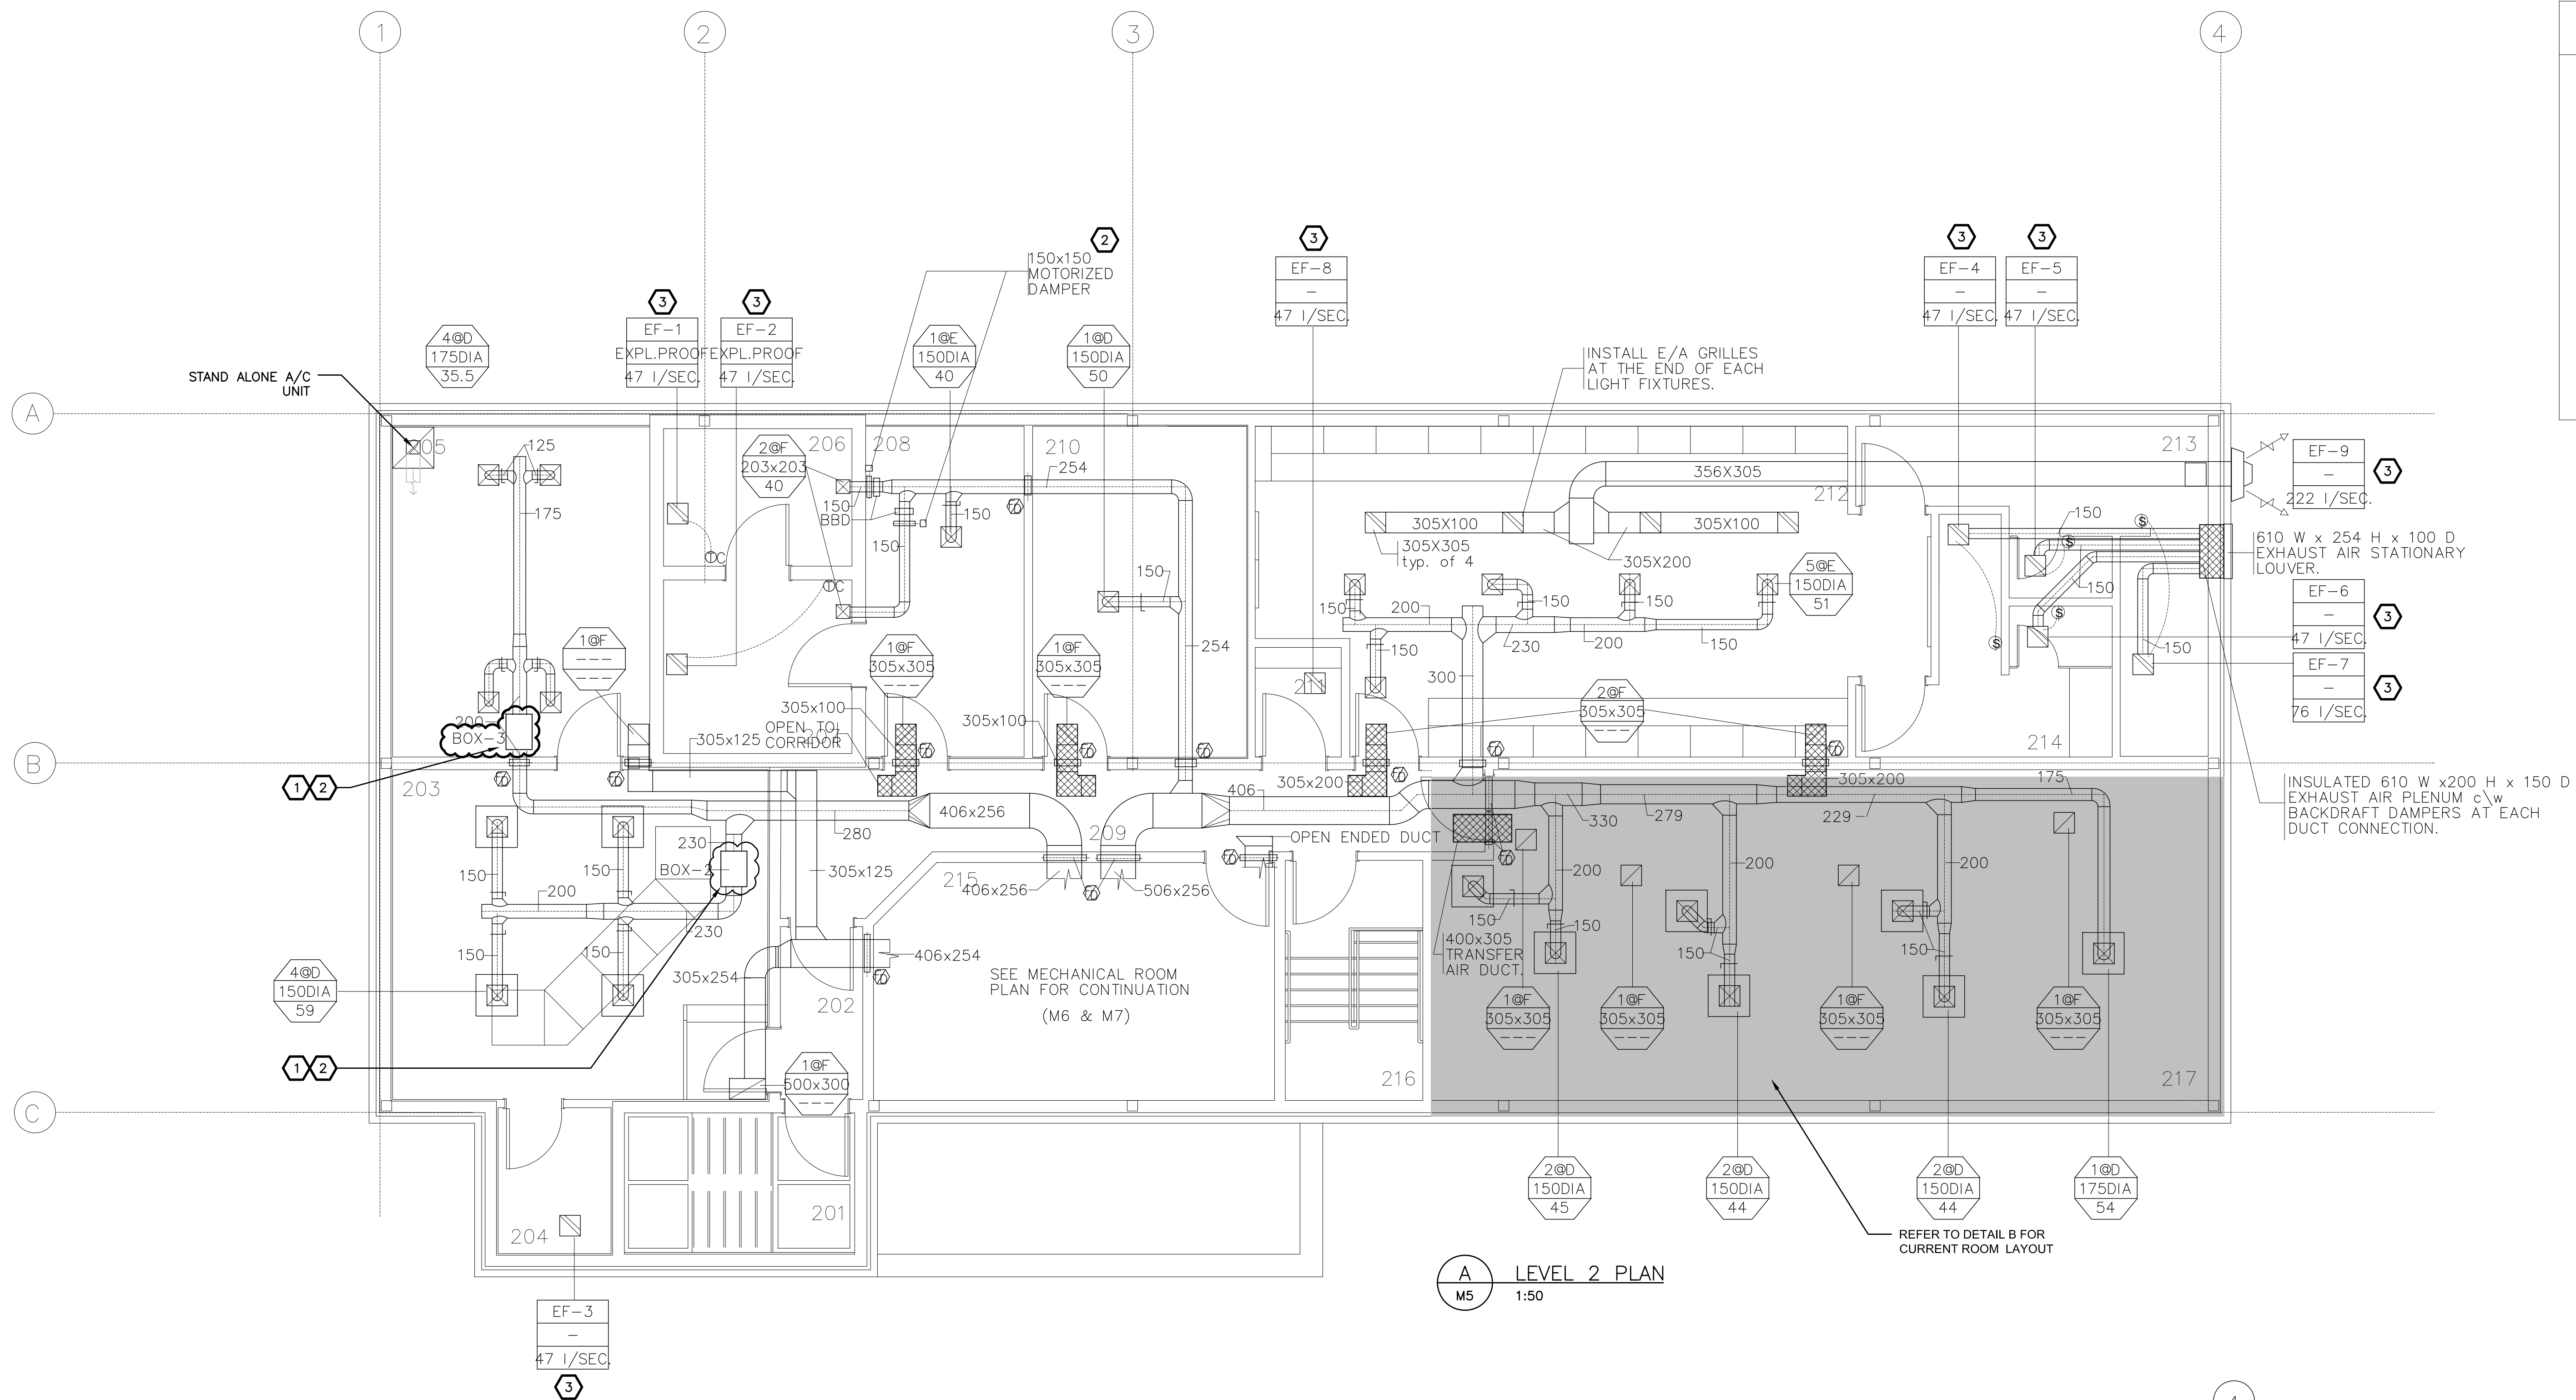 1
2
3
4
2
150x150
MOTORIZED
DAMPER
3
EF-8
-
47 l/SEC.
3
EF-4
-
47 l/SEC.
3
EF-5
-
47 l/SEC.
3
EF-1
EXPL.PROOF
47 l/SEC.
3
EF-2
EXPL.PROOF
47 l/SEC.
4@D
175DIA
35.5
1@E
150DIA
40
1@D
150DIA
50
STAND ALONE A/C
UNIT
INSTALL E/A GRILLES
AT THE END OF EACH
LIGHT FIXTURES.
A
205
125
175
2@F
203x203
40
206
208
210
254
150
BBD
150
150
TC
TC
150
254
356X305
212
213
305X100
305X100
305X305
typ. of 4
305X200
EF-9
-
222 l/SEC.
3
610 W x 254 H x 100 D
EXHAUST AIR STATIONARY
LOUVER.
150
$
$
$
$
150
150
EF-6
-
47 l/SEC.
3
EF-7
-
76 l/SEC.
3
5@E
150DIA
51
150
200
150
150
150
230
200
150
300
211
1@F
---
1@F
305x305
---
1@F
305x305
---
2@F
305x305
---
200
BOX-3
305x100
OPEN TO
CORRIDOR
207
305x125
305x100
214
B
1 2
203
305x200
305x200
175
INSULATED 610 W x200 H x 150 D
EXHAUST AIR PLENUM c\w
BACKDRAFT DAMPERS AT EACH
DUCT CONNECTION.
406
406x256
280
209
OPEN ENDED DUCT
330
279
229
230
BOX-2
150
150
200
230
150
150
305x125
215
406x256
506x256
200
200
200
150
150
150
150
400x305
TRANSFER
AIR DUCT.
406x254
305x254
202
SEE MECHANICAL ROOM
PLAN FOR CONTINUATION
(M6 & M7)
4@D
150DIA
59
1 2
1@F
500x300
---
1@F
305x305
---
1@F
305x305
---
1@F
305x305
---
1@F
305x305
---
216
217
C
204
201
2@D
150DIA
45
2@D
150DIA
44
2@D
150DIA
44
1@D
175DIA
54
REFER TO DETAIL B FOR
CURRENT ROOM LAYOUT
A
M5
LEVEL 2 PLAN
1:50
EF-3
-
47 l/SEC.
3